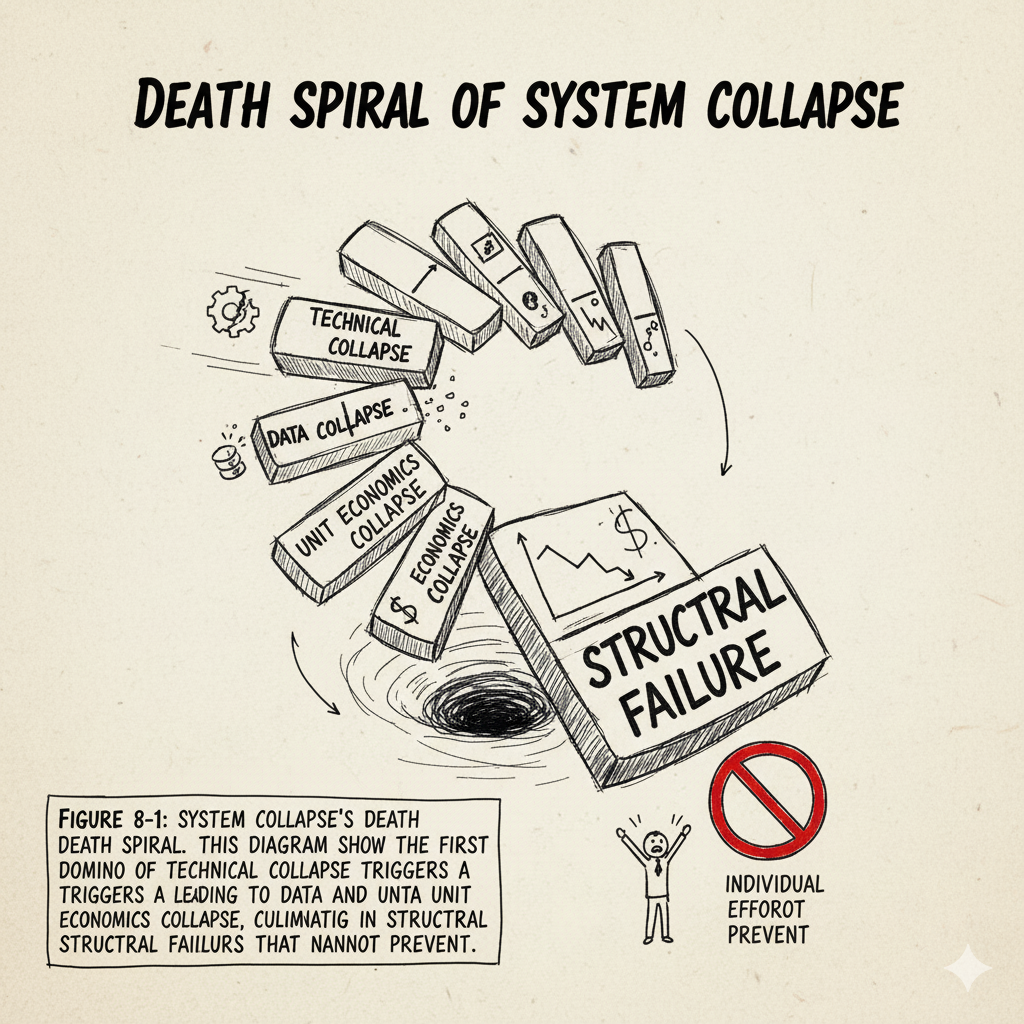 DEATH SPIRAL OF SYSTEM COLLAPSE
TECHNICAL
COLLAPSE
DATA COLLAPSE
UNIT ECONOMICS
COLLAPSE
$ ECONOMICS
COLLAPSE
$
STRUCTRAL
FAILURE
FIGURE 8-1: SYSTEM COLLAPSE'S DEATH
DEATH SPIRAL. THIS DIAGRAM SHOW THE FIRST
DOMINO OF TECHNICAL COLLAPSE TRIGGERS A
TRIGGERS A LEADING TO DATA AND UNTA UNIT
ECONOMICS COLLAPSE, CULIMNATIG IN STRUCTRAL
STRUCTRAL FAIILURS THAT NANNOT PREVENT.
INDIVIDUAL
EFFOROT
PREVENT